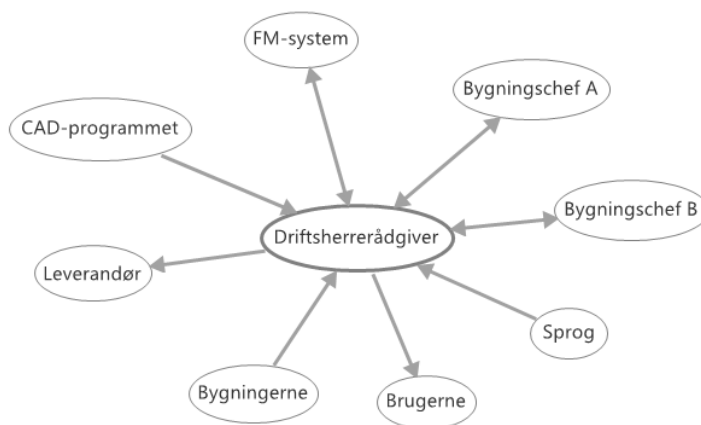 FM-system
Bygningschef A
CAD-programmet
Bygningschef B
Driftsherrerådgiver
Leverandør
Sprog
Bygningerne
Brugerne